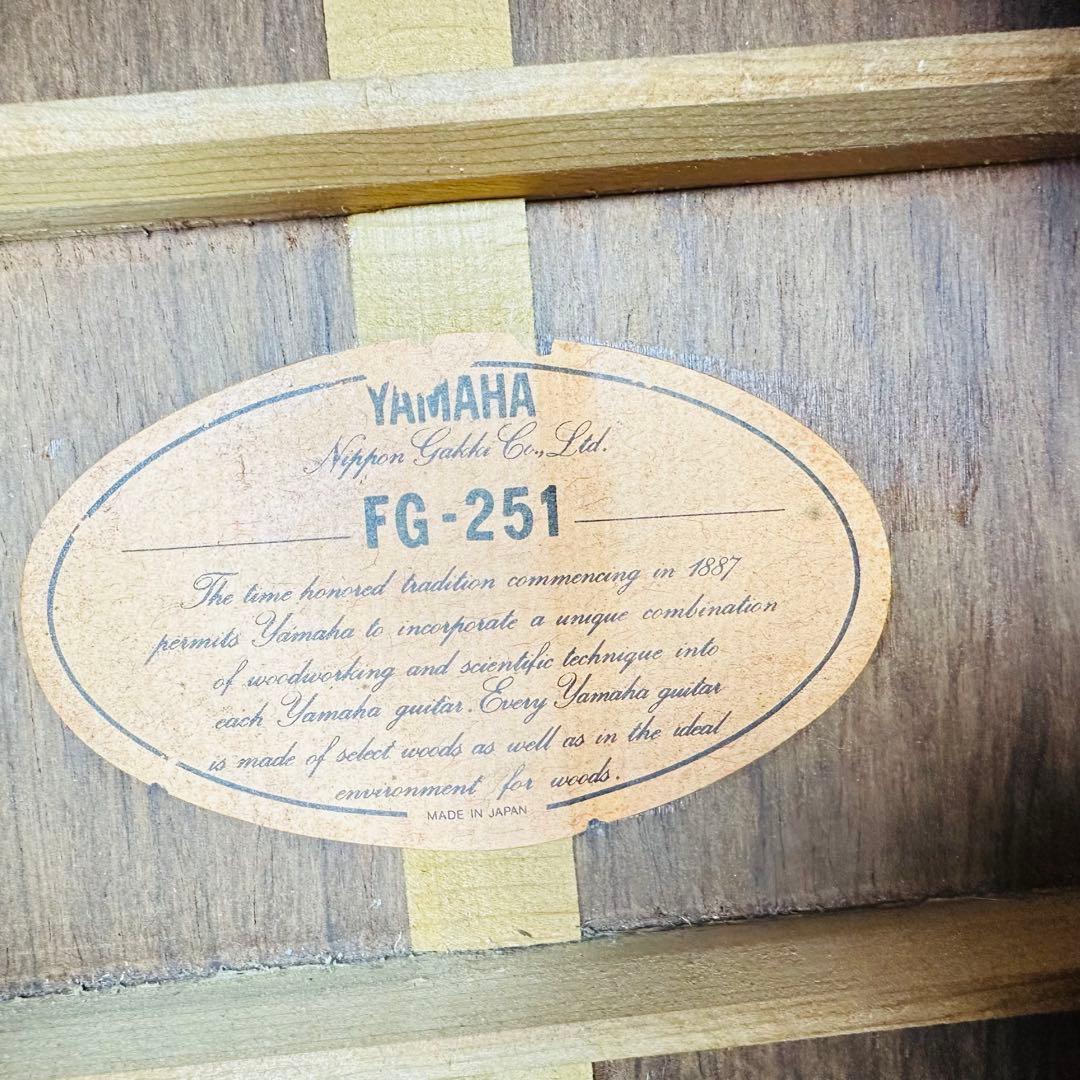 YAMAHA
Nippon Gakki Co., Ltd.
FG-251
The time honored tradition commencing in 1887
permits Yamaha to incorporate a unique combination
of woodworking and scientific technique into
each Yamaha guitar. Every Yamaha guitar
is made of select woods as well as in the ideal
environment for woods.
MADE IN JAPAN